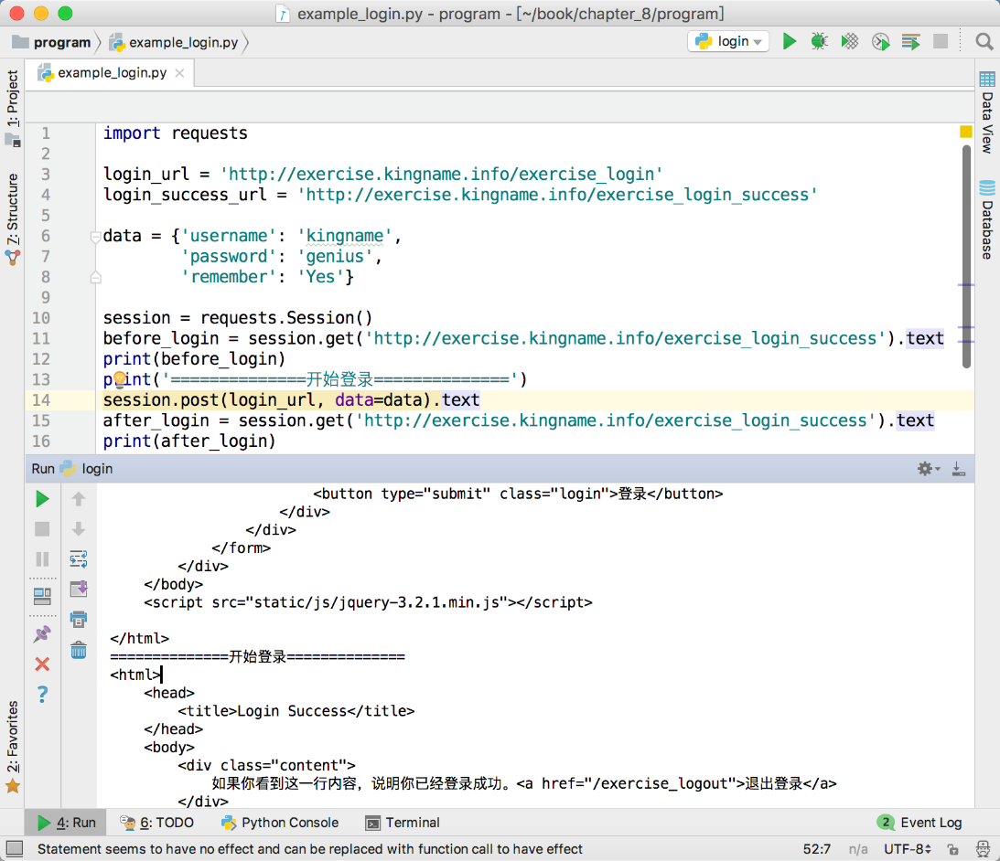 example_login.py - program - [~/book/chapter_8/program]
program example_login.py login
example_login.py
1: Project
7: Structure
2: Favorites
Data View
Database
1 import requests
2
3 login_url = 'http://exercise.kingname.info/exercise_login'
4 login_success_url = 'http://exercise.kingname.info/exercise_login_success'
5
6 data = {'username': 'kingname',
7         'password': 'genius',
8         'remember': 'Yes'}
9
10 session = requests.Session()
11 before_login = session.get('http://exercise.kingname.info/exercise_login_success').text
12 print(before_login)
13 print('==============开始登录==============')
14 session.post(login_url, data=data).text
15 after_login = session.get('http://exercise.kingname.info/exercise_login_success').text
16 print(after_login)
Run login
<button type="submit" class="login">登录</button>
</div>
</div>
</form>
</div>
</body>
<script src="static/js/jquery-3.2.1.min.js"></script>
</html>
==============开始登录==============
<html>
<head>
<title>Login Success</title>
</head>
<body>
<div class="content">
如果你看到这一行内容，说明你已经登录成功。<a href="/exercise_logout">退出登录</a>
</div>
4: Run 6: TODO Python Console Terminal 2 Event Log
Statement seems to have no effect and can be replaced with function call to have effect 52:7 n/a UTF-8